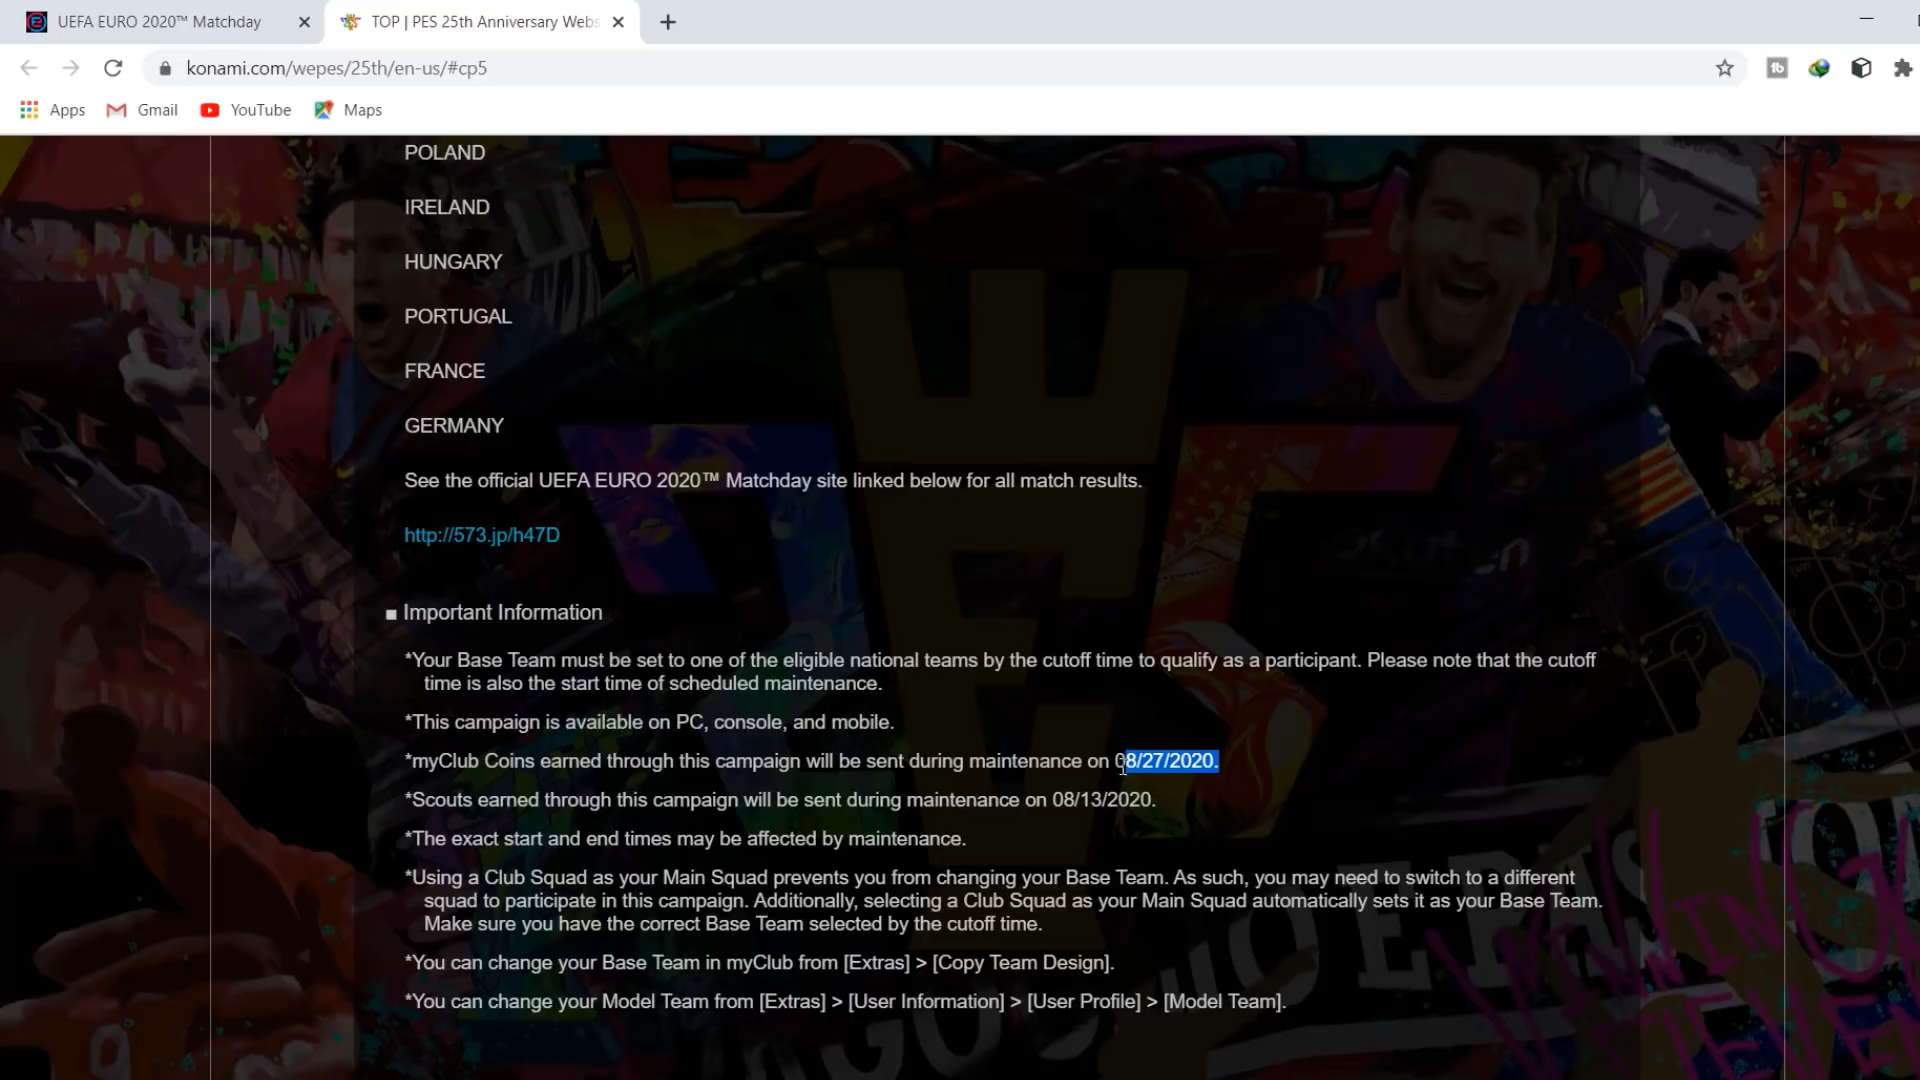 UEFA EURO 2020™ Matchday
TOP | PES 25th Anniversary Webs
konami.com/wepes/25th/en-us/#cp5
Apps
Gmail
YouTube
Maps
POLAND
IRELAND
HUNGARY
PORTUGAL
FRANCE
GERMANY
See the official UEFA EURO 2020™ Matchday site linked below for all match results.
http://573.jp/h47D
■ Important Information
*Your Base Team must be set to one of the eligible national teams by the cutoff time to qualify as a participant. Please note that the cutoff
time is also the start time of scheduled maintenance.
*This campaign is available on PC, console, and mobile.
*myClub Coins earned through this campaign will be sent during maintenance on 08/27/2020.
*Scouts earned through this campaign will be sent during maintenance on 08/13/2020.
*The exact start and end times may be affected by maintenance.
*Using a Club Squad as your Main Squad prevents you from changing your Base Team. As such, you may need to switch to a different
squad to participate in this campaign. Additionally, selecting a Club Squad as your Main Squad automatically sets it as your Base Team.
Make sure you have the correct Base Team selected by the cutoff time.
*You can change your Base Team in myClub from [Extras] > [Copy Team Design].
*You can change your Model Team from [Extras] > [User Information] > [User Profile] > [Model Team].